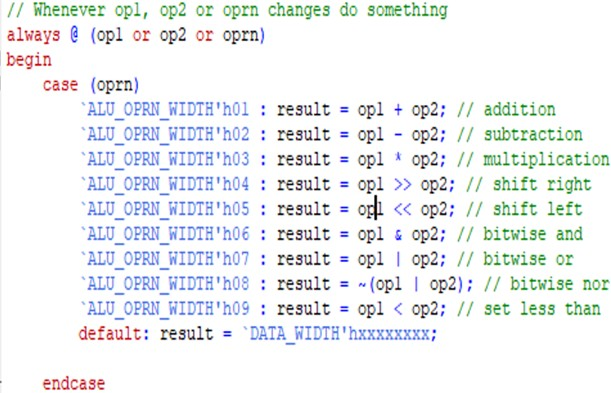 // Whenever op1, op2 or oprn changes do something
always @ (op1 or op2 or oprn)
begin
case (oprn)
`ALU_OPRN_WIDTH'h01 : result = op1 + op2; // addition
`ALU_OPRN_WIDTH'h02 : result = op1 - op2; // subtraction
`ALU_OPRN_WIDTH'h03 : result = op1 * op2; // multiplication
`ALU_OPRN_WIDTH'h04 : result = op1 >> op2; // shift right
`ALU_OPRN_WIDTH'h05 : result = op1 << op2; // shift left
`ALU_OPRN_WIDTH'h06 : result = op1 & op2; // bitwise and
`ALU_OPRN_WIDTH'h07 : result = op1 | op2; // bitwise or
`ALU_OPRN_WIDTH'h08 : result = ~(op1 | op2); // bitwise nor
`ALU_OPRN_WIDTH'h09 : result = op1 < op2; // set less than
default: result = `DATA_WIDTH'hxxxxxxxx;
endcase